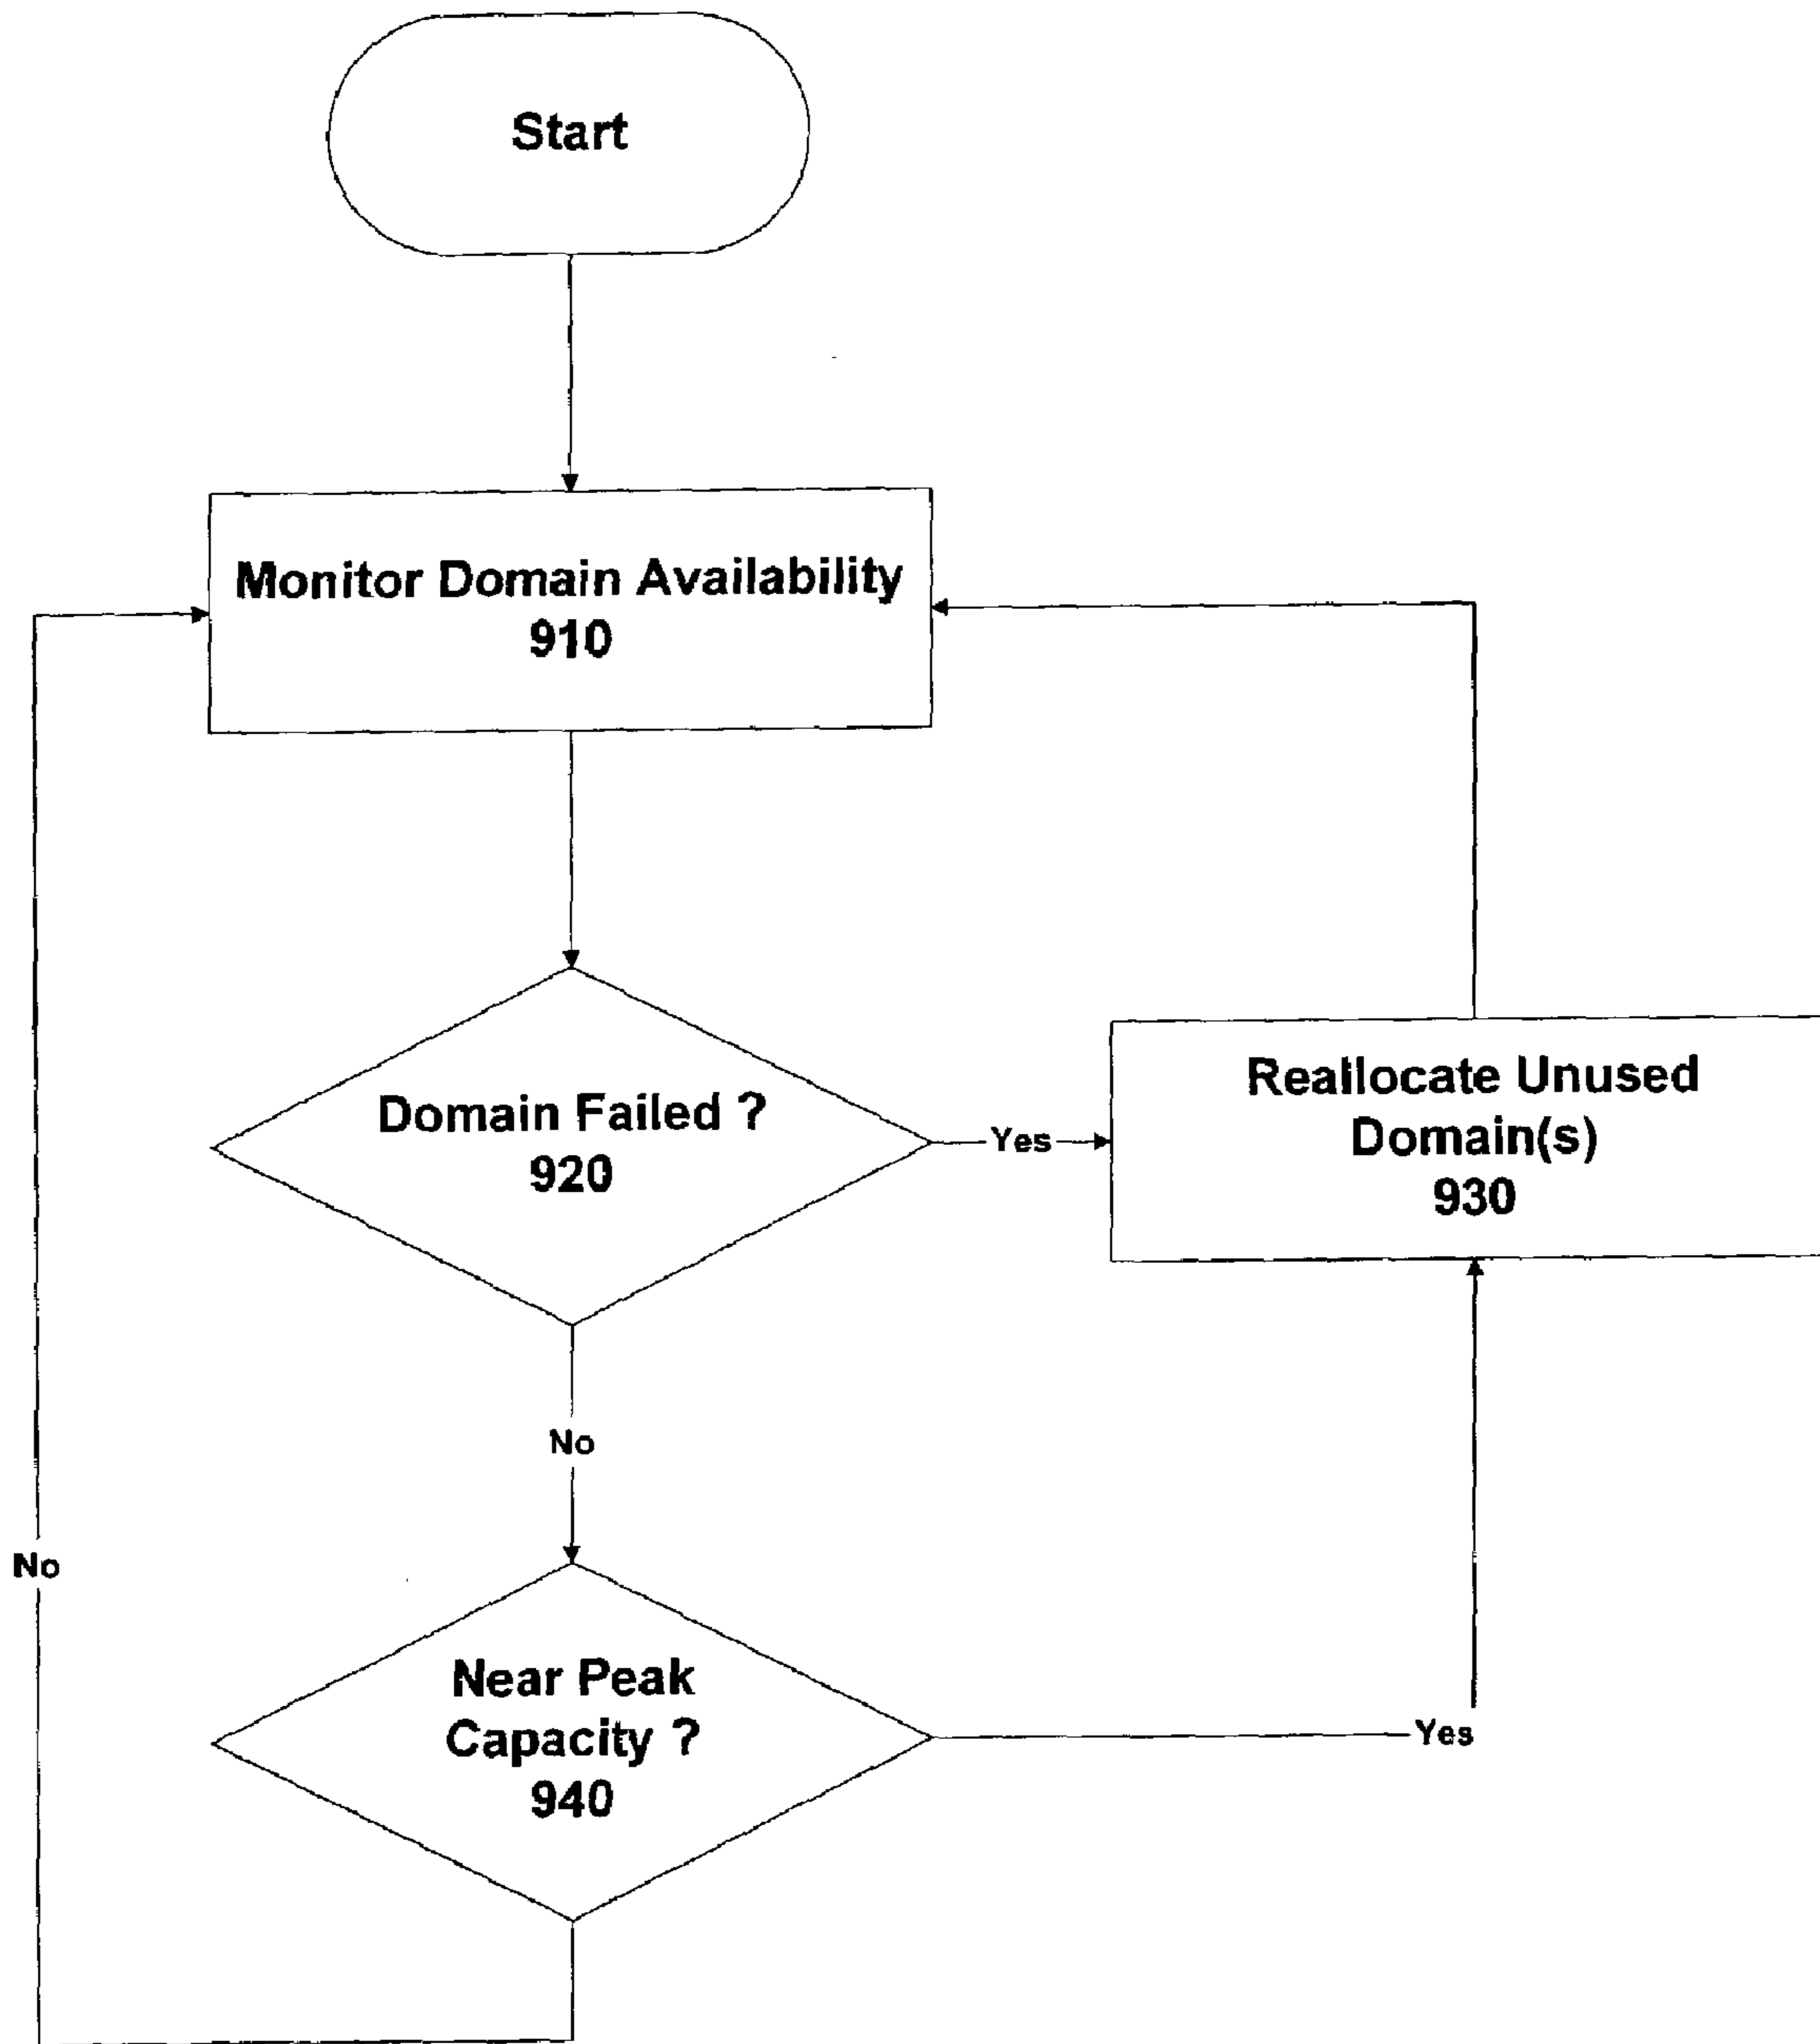 Start
Monitor Domain Availability
910
Domain Failed ?
920
Yes
Reallocate Unused
Domain(s)
930
No
No
Near Peak
Capacity ?
940
Yes